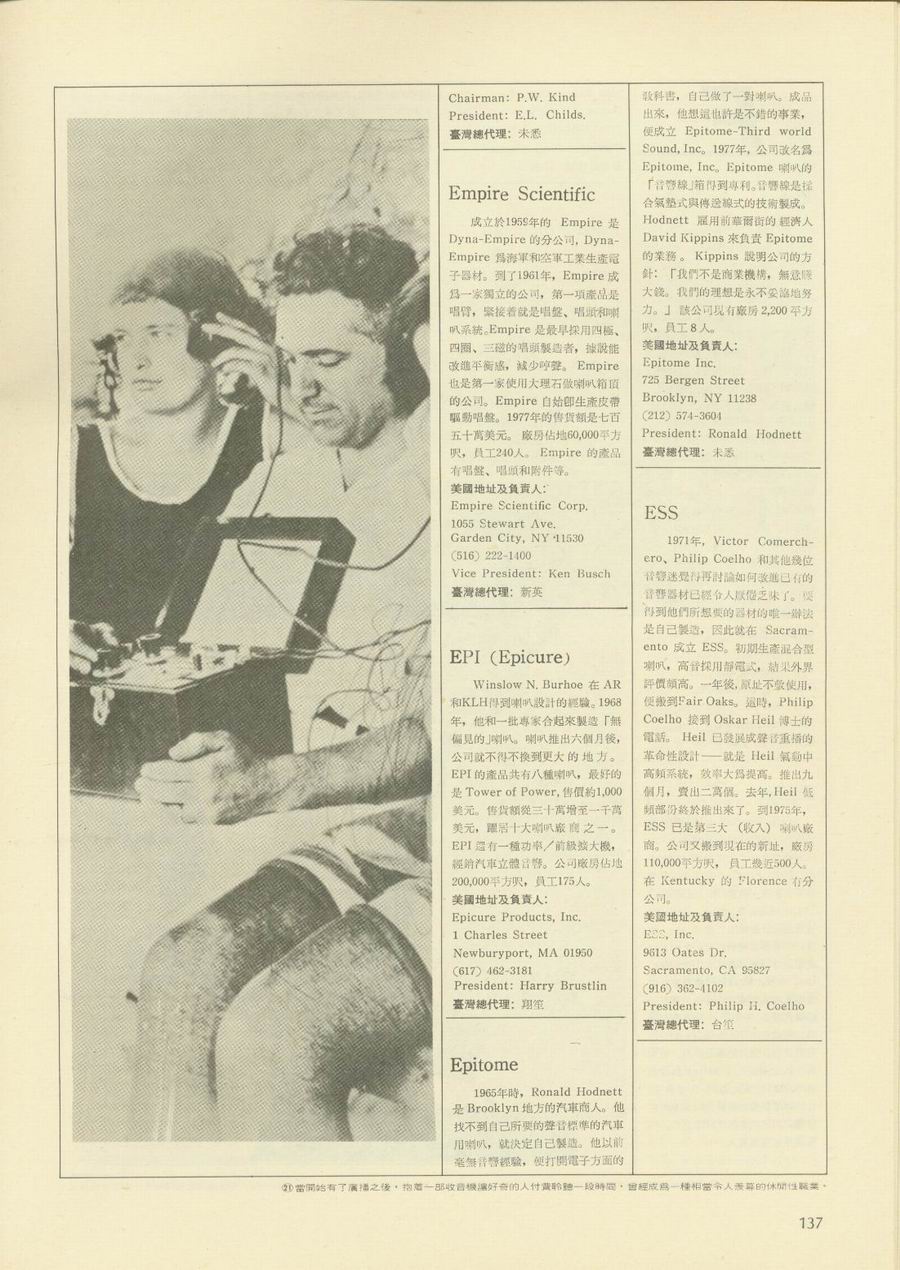 Chairman: P.W. Kind
President: E.L. Childs.
臺灣總代理：未悉
Empire Scientific
成立於1959年的 Empire 是
Dyna-Empire 的分公司, Dyna-
Empire 爲海軍和空軍工業生產電
子器材。到了1961年，Empire 成
爲一家獨立的公司，第一項產品是
唱臂，緊接着就是唱盤、唱頭和喇
叭系統。Empire 是最早採用四極、
四圈、三磁的唱頭製造者，據說能
改進平衡感，減少哼聲。 Empire
也是第一家使用大理石做喇叭箱頂
的公司。Empire 自始卽生產皮帶
驅動唱盤。1977年的售貨額是七百
五十萬美元。 廠房佔地60,000平方
呎，員工240人。 Empire 的產品
有唱盤、唱頭和附件等。
美國地址及負責人：
Empire Scientific Corp.
1055 Stewart Ave.
Garden City, NY 11530
(516) 222-1400
Vice President: Ken Busch
臺灣總代理：新英
EPI (Epicure)
Winslow N. Burhoe 在 AR
和KLH得到喇叭設計的經驗。1968
年，他和一批專家合起來製造「無
偏見的」喇叭。喇叭推出六個月後，
公司就不得不換到更大的地方。
EPI 的產品共有八種喇叭，最好的
是 Tower of Power, 售價約1,000
美元。售貨額從三十萬增至一千萬
美元，躍居十大喇叭廠商之一。
EPI 還有一種功率／前級擴大機，
經銷汽車立體音響。公司廠房佔地
200,000平方呎，員工175人。
美國地址及負責人：
Epicure Products, Inc.
1 Charles Street
Newburyport, MA 01950
(617) 462-3181
President: Harry Brustlin
臺灣總代理：翔笙
Epitome
1965年時，Ronald Hodnett
是 Brooklyn 地方的汽車商人。他
找不到自己所要的聲音標準的汽車
用喇叭，就決定自己製造。他以前
毫無音響經驗，便打開電子方面的
敎科書，自己做了一對喇叭。成品
出來，他想這也許是不錯的事業，
便成立 Epitome-Third world
Sound, Inc。1977年，公司改名爲
Epitome, Inc。Epitome 喇叭的
「音響線」箱得到專利。音響線是揉
合氣墊式與傳送線式的技術製成。
Hodnett 雇用前華爾街的經濟人
David Kippins 來負責 Epitome
的業務 。 Kippins 說明公司的方
針：「我們不是商業機構，無意賺
大錢。我們的理想是永不妥協地努
力。」該公司現有廠房 2,200 平方
呎，員工 8 人。
美國地址及負責人：
Epitome Inc.
725 Bergen Street
Brooklyn, NY 11238
(212) 574-3604
President: Ronald Hodnett
臺灣總代理：未悉
ESS
1971年，Victor Comerch-
ero、Philip Coelho 和其他幾位
音響迷覺得再討論如何改進已有的
音響器材已經令人厭倦乏味了。要
得到他們所想要的器材的唯一辦法
是自己製造，因此就在 Sacram-
ento 成立 ESS。初期生產混合型
喇叭，高音採用靜電式，結果外界
評價頗高。一年後，原址不敷使用，
便搬到Fair Oaks。這時，Philip
Coelho 接到 Oskar Heil 博士的
電話。 Heil 已發展成聲音重播的
革命性設計——就是 Heil 氣動中
高頻系統，效率大爲提高。推出九
個月，賣出二萬個。去年，Heil 低
頻部份終於推出來了。到1975年，
ESS 已是第三大 （收入） 喇叭廠
商。公司又搬到現在的新址，廠房
110,000平方呎， 員工幾近500人。
在 Kentucky 的 Florence 有分
公司。
美國地址及負責人：
ESS, Inc.
9613 Oates Dr.
Sacramento, CA 95827
(916) 362-4102
President: Philip H. Coelho
臺灣總代理：台笙
㉑當開始有了廣播之後，抱着一部收音機讓好奇的人付費聆聽一段時間，曾經成爲一種相當令人羨慕的休閒性職業。
137